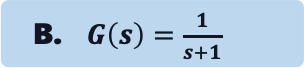 B. G(s) = 1/(s+1)